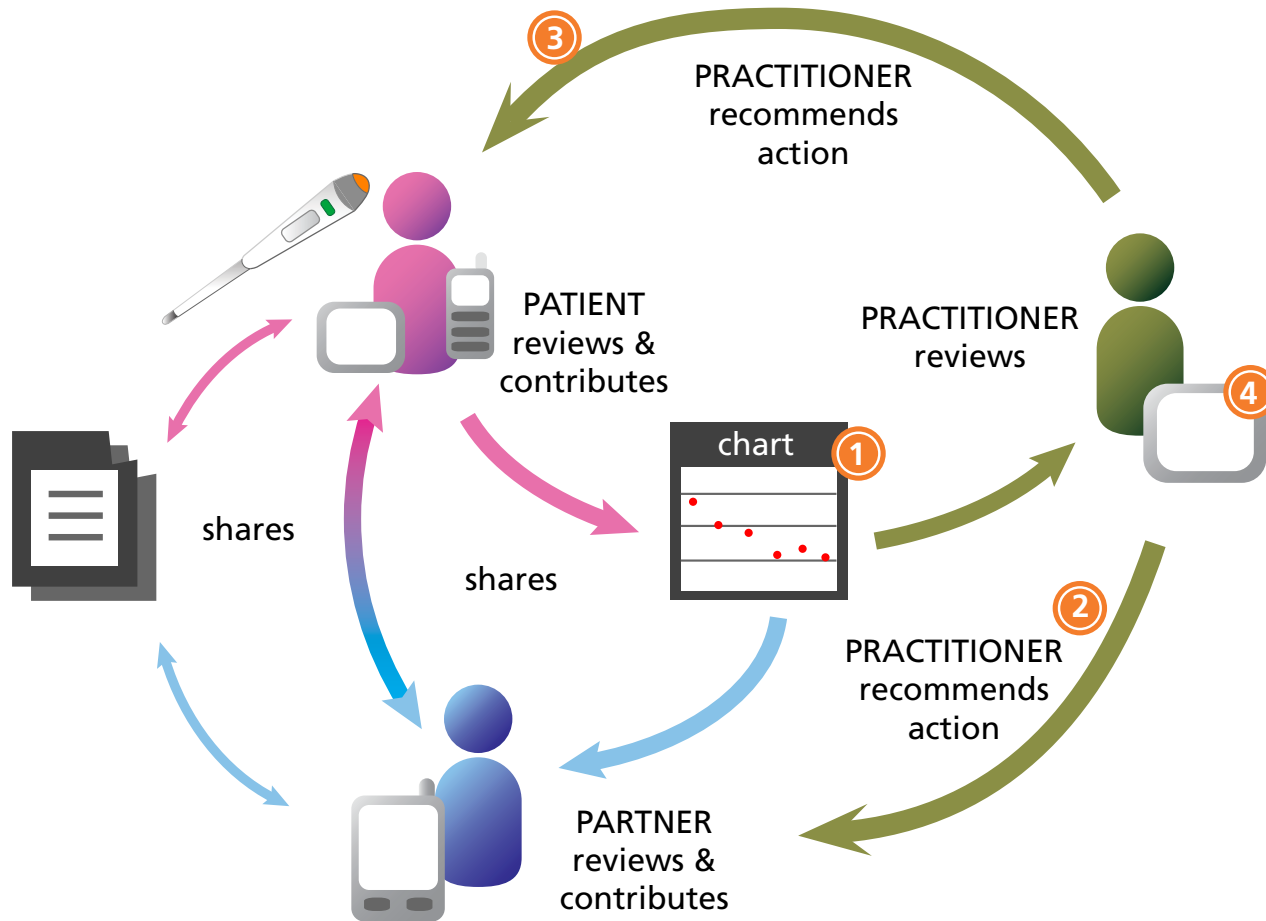 3
PRACTITIONER
recommends
action
PATIENT
reviews &
contributes
PRACTITIONER
reviews
4
chart
1
shares
shares
2
PRACTITIONER
recommends
action
PARTNER
reviews &
contributes